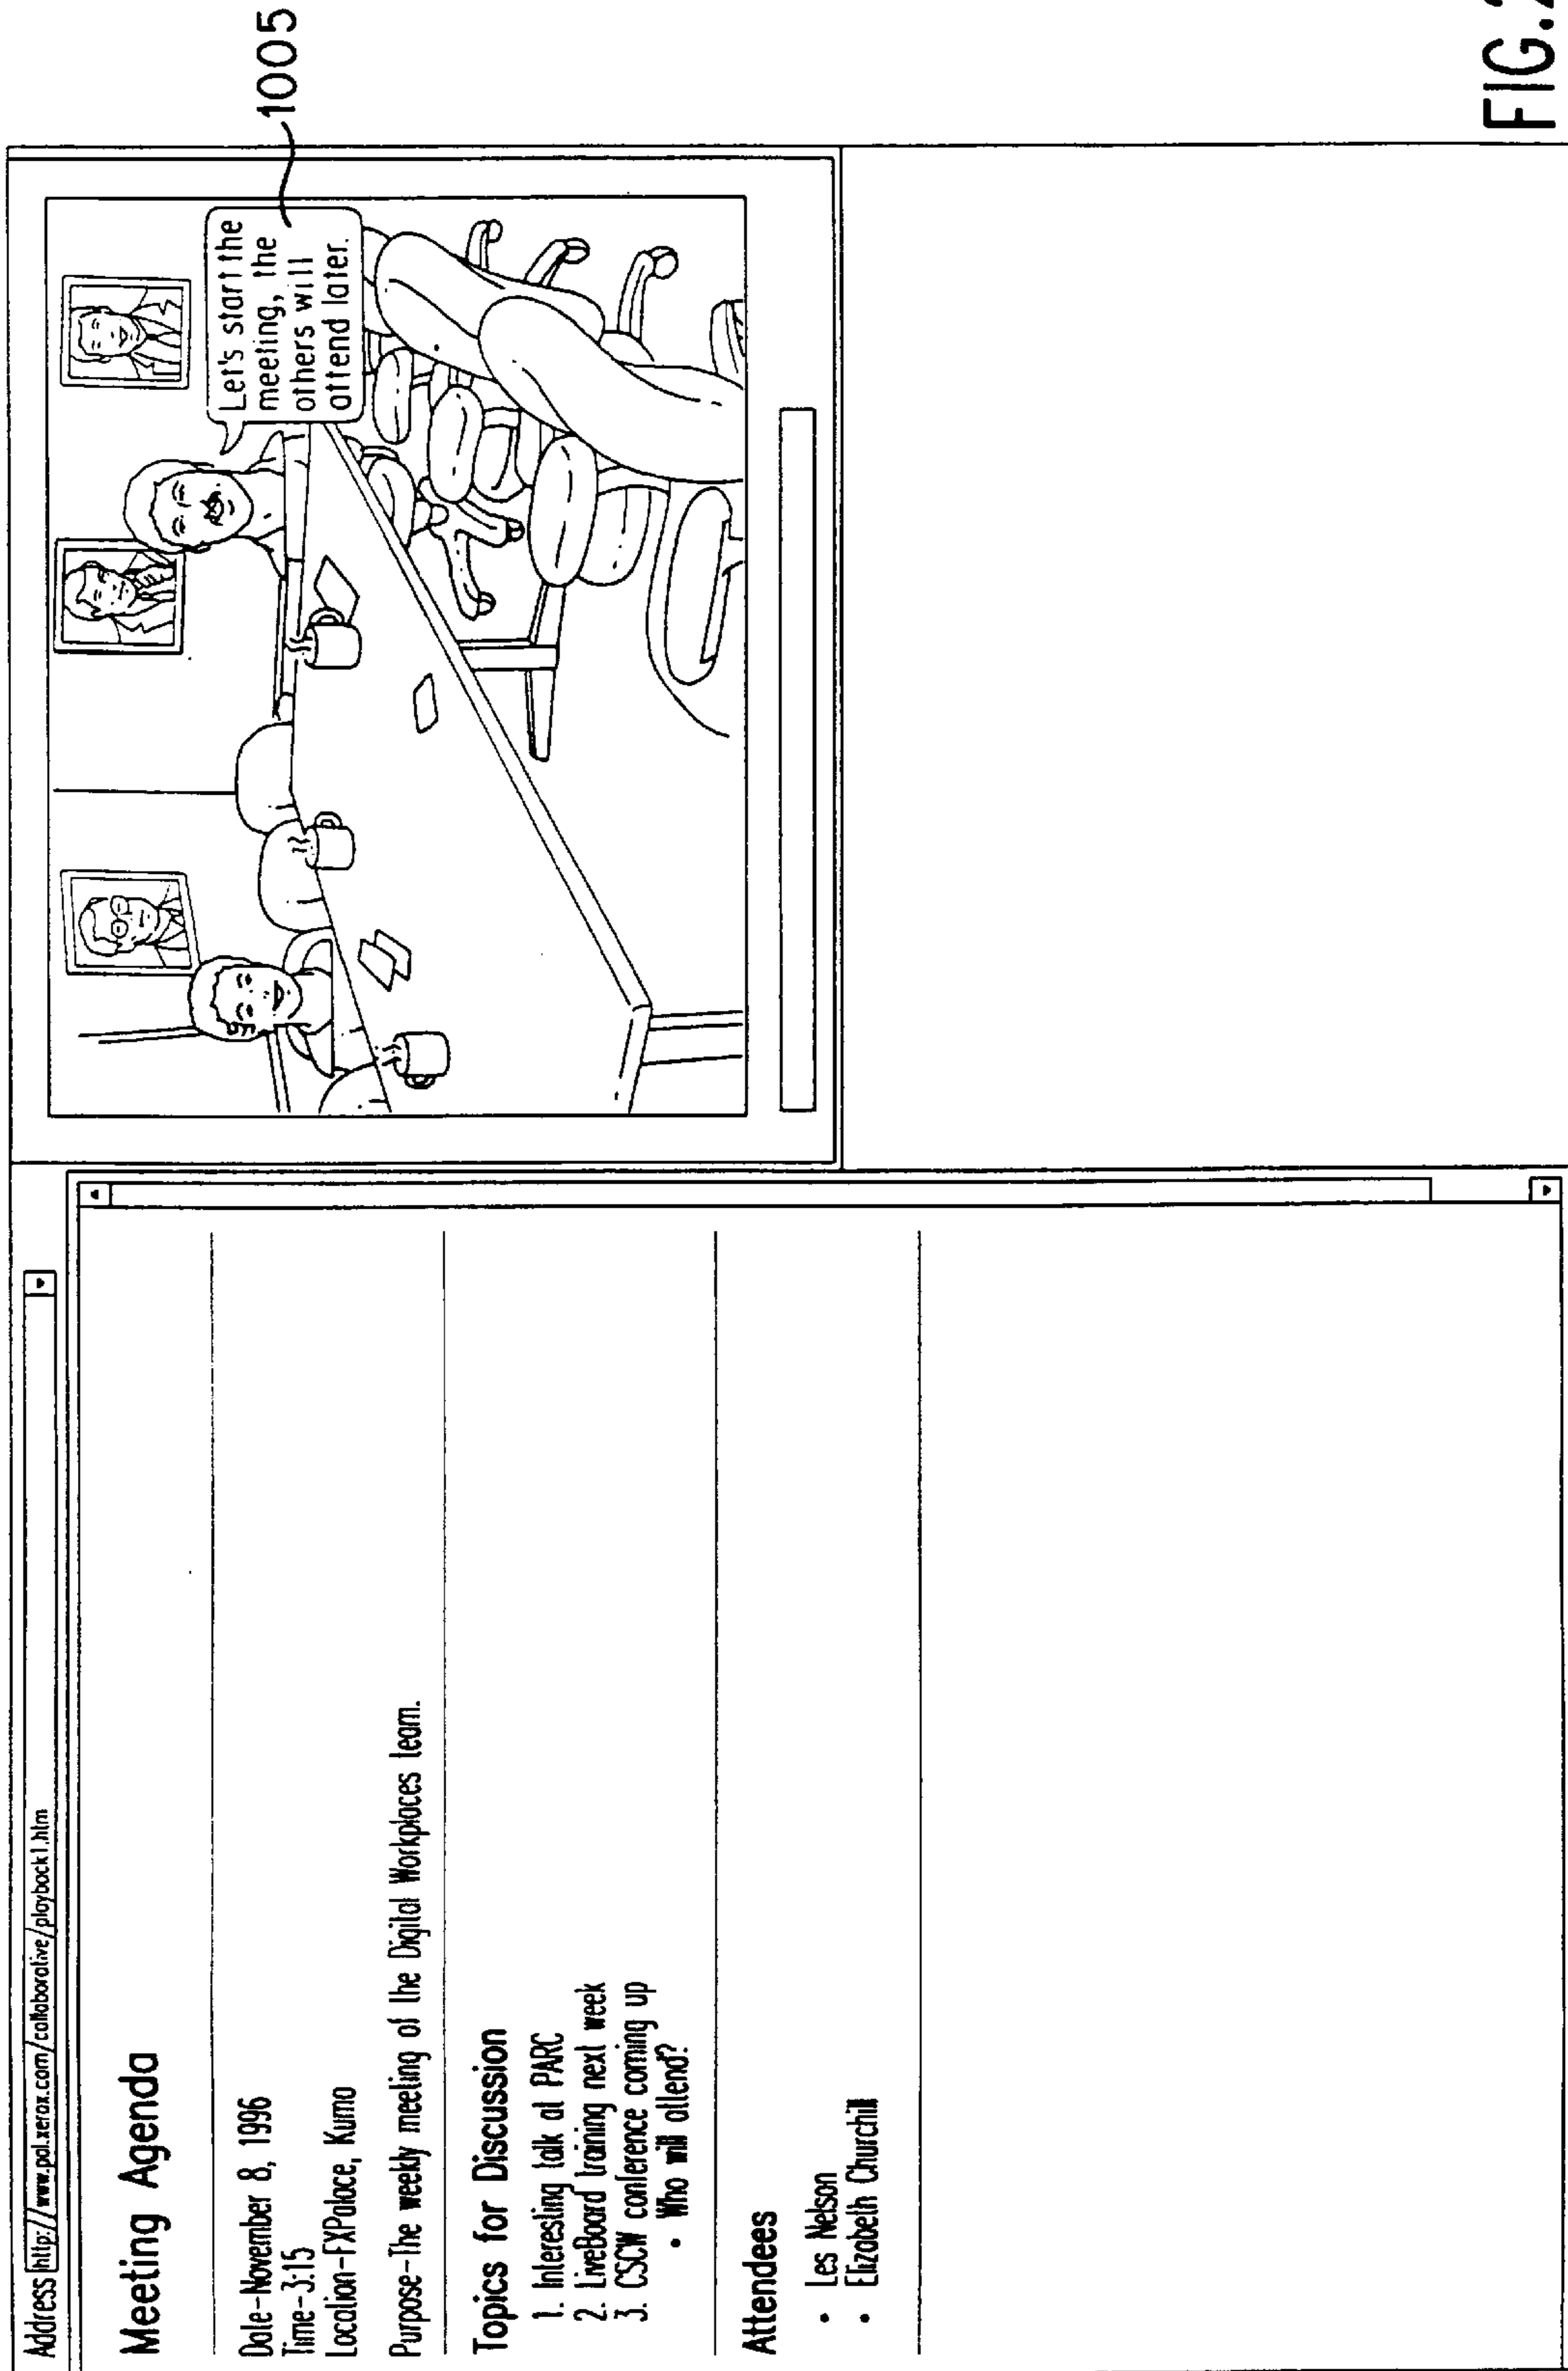 Address http://www.pal.xerox.com/collaborative/playback1.htm
Meeting Agenda
Date-November 8, 1996
Time-3:15
Location-FXPalace, Kumo
Purpose-The weekly meeting of the Digital Workplaces team.
Topics for Discussion
1. Interesting talk at PARC
2. LiveBoard training next week
3. CSCW conference coming up
• Who will attend?
Attendees
• Les Nelson
• Elizabeth Churchill
Let's start the
meeting, the
others will
attend later.
1005